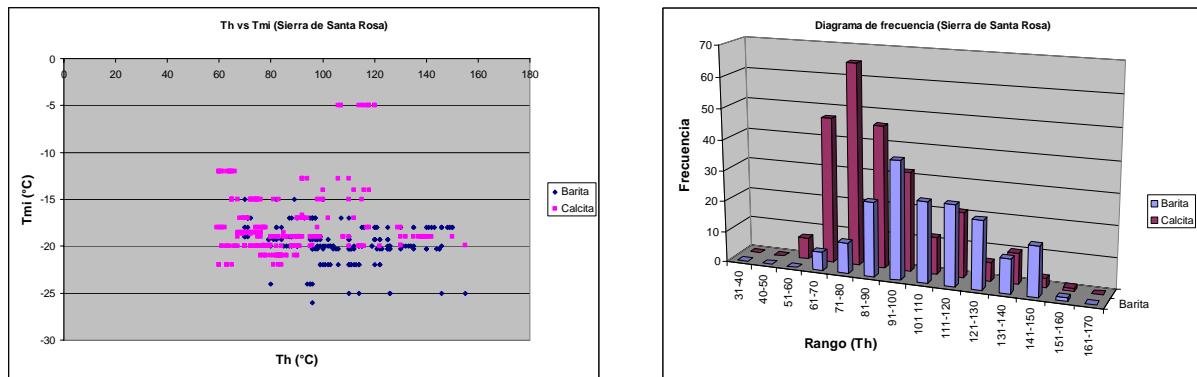 Th vs Tmi (Sierra de Santa Rosa)
0
0 20 40 60 80 100 120 140 160 180
-5
-10
-15
-20
-25
-30
Tmi (°C)
Th (°C)
Barita
Calcita
Diagrama de frecuencia (Sierra de Santa Rosa)
70
60
50
40
30
20
10
0
Frecuencia
31-40
40-50
51-60
61-70
71-80
81-90
91-100
101 110
111-120
121-130
131-140
141-150
151-160
161-170
Barita
Rango (Th)
Barita
Calcita